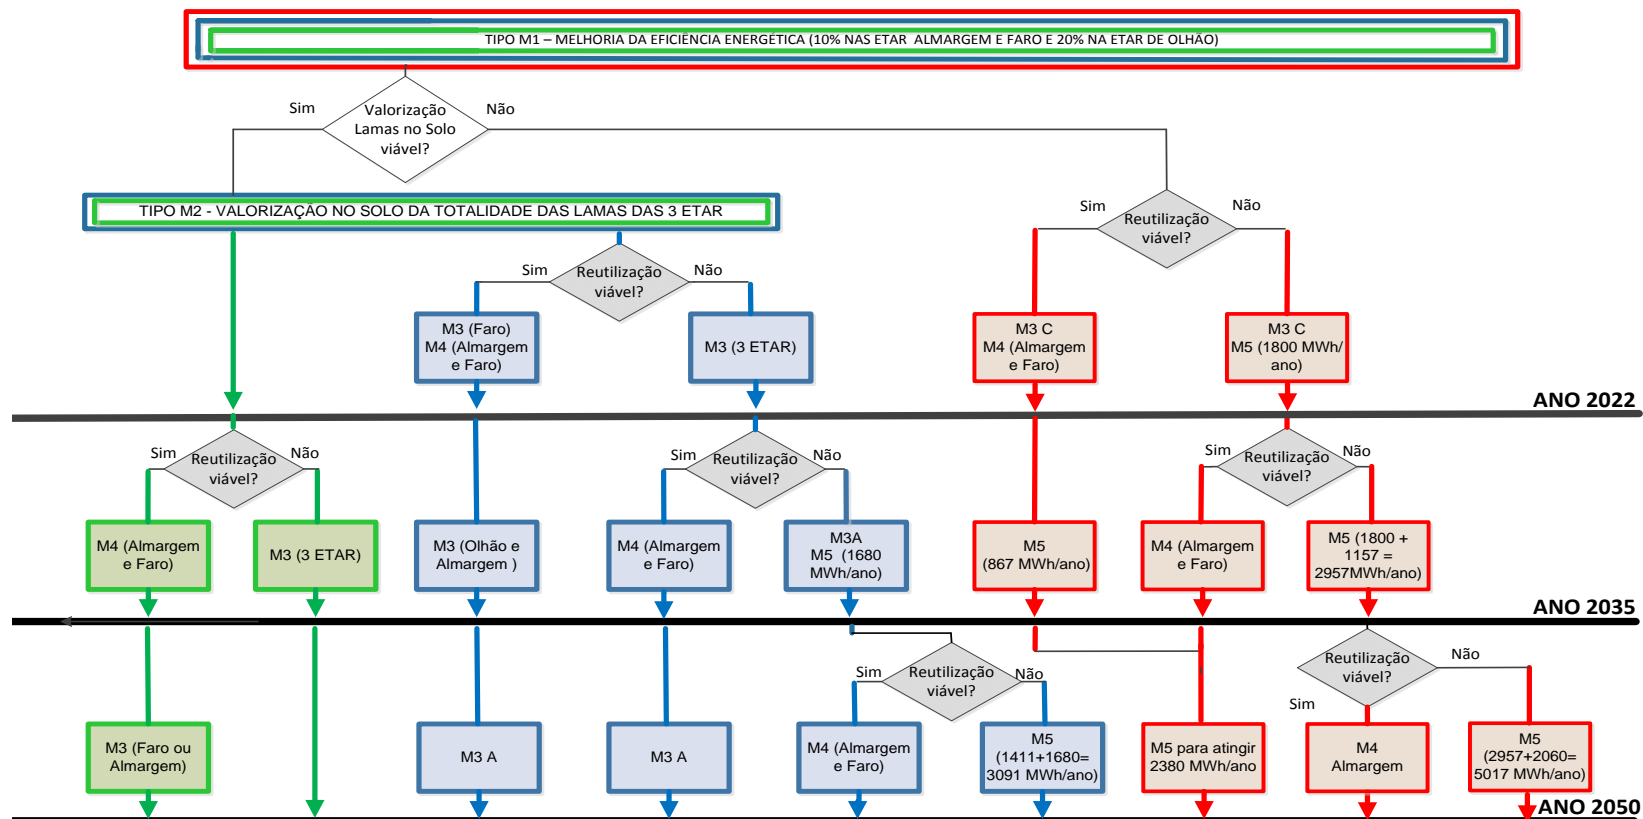 TIPO M1 – MELHORIA DA EFICIÊNCIA ENERGÉTICA (10% NAS ETAR ALMARGEM E FARO E 20% NA ETAR DE OLHÃO)
Sim
Valorização
Lamas no Solo
viável?
Não
TIPO M2 - VALORIZAÇÃO NO SOLO DA TOTALIDADE DAS LAMAS DAS 3 ETAR
Sim
Reutilização
viável?
Não
Sim
Reutilização
viável?
Não
M3 (Faro)
M4 (Almargem
e Faro)
M3 (3 ETAR)
M3 C
M4 (Almargem
e Faro)
M3 C
M5 (1800 MWh/
ano)
ANO 2022
Sim
Reutilização
viável?
Não
Sim
Reutilização
viável?
Não
Sim
Reutilização
viável?
Não
M4 (Almargem
e Faro)
M3 (3 ETAR)
M3 (Olhão e
Almargem )
M4 (Almargem
e Faro)
M3A
M5 (1680
MWh/ano)
M5
(867 MWh/ano)
M4 (Almargem
e Faro)
M5 (1800 +
1157 =
2957MWh/ano)
ANO 2035
Sim
Reutilização
viável?
Não
Reutilização
viável?
Não
Sim
M3 (Faro ou
Almargem)
M3 A
M3 A
M4 (Almargem
e Faro)
M5
(1411+1680=
3091 MWh/ano)
M5 para atingir
2380 MWh/ano
M4
Almargem
M5
(2957+2060=
5017 MWh/ano)
ANO 2050